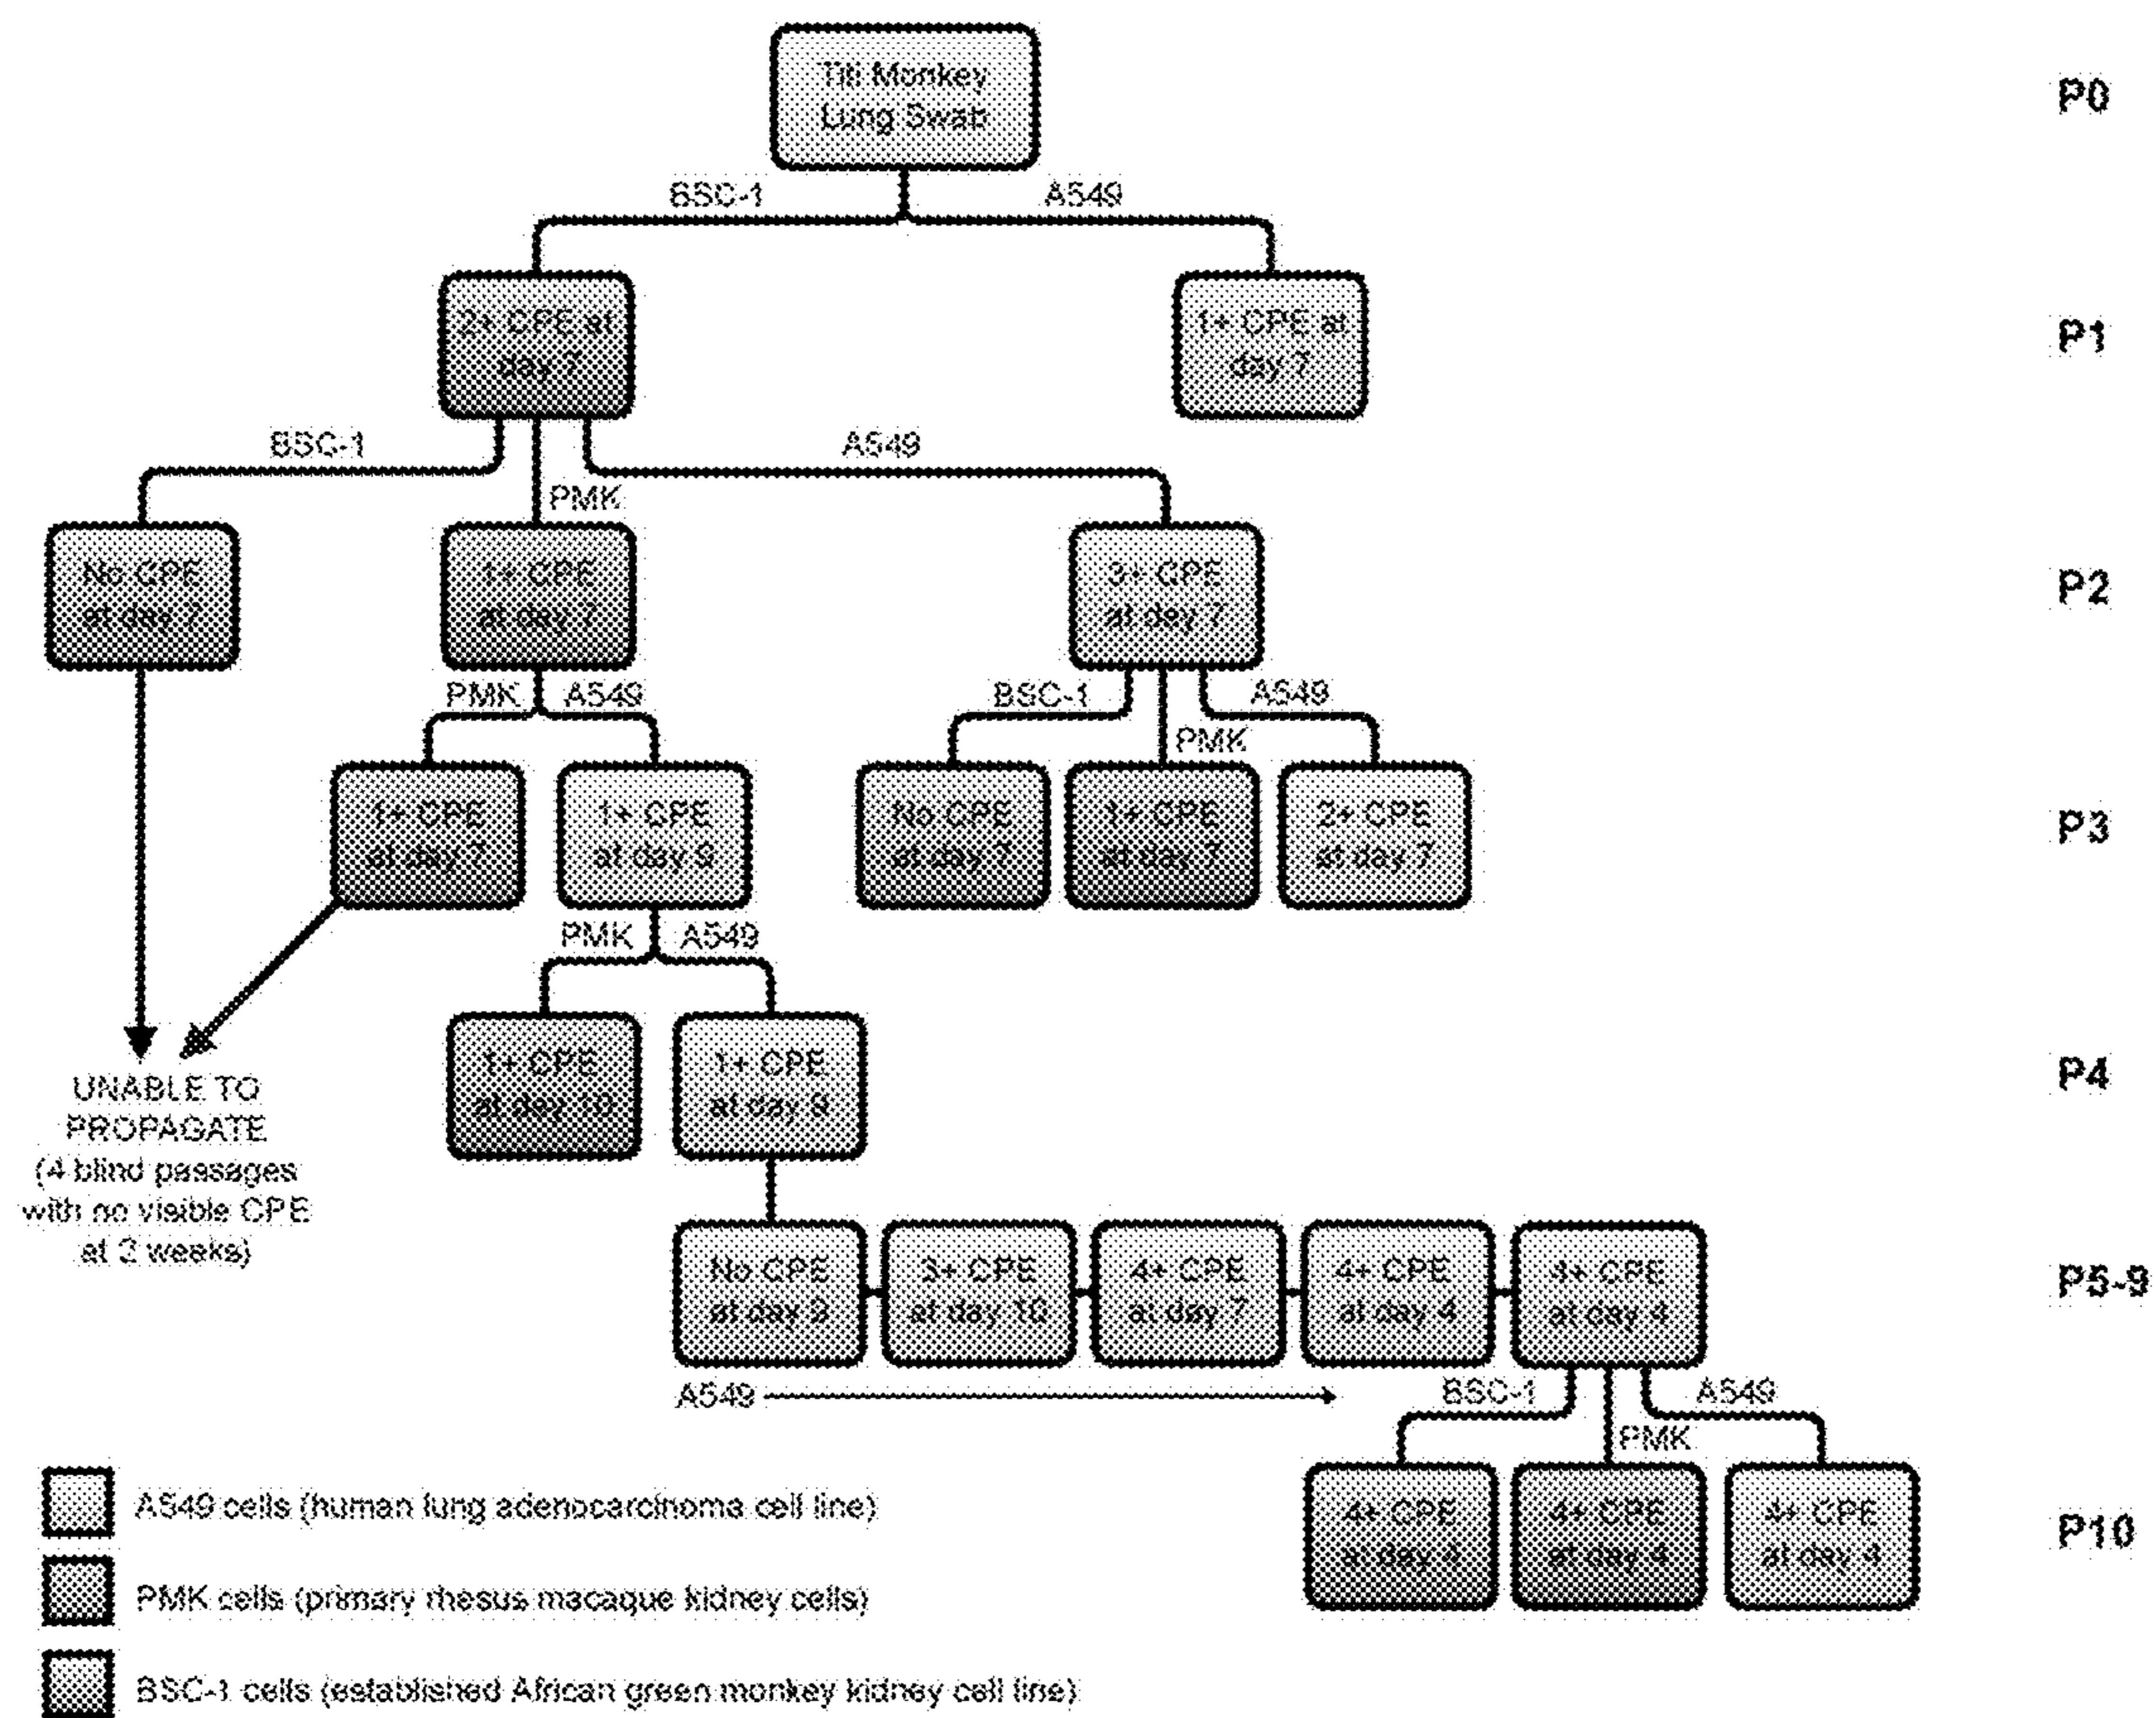 Titi Monkey
Lung Swab
P0
BSC-1
A549
2+ CPE at
day 7
1+ CPE at
day 7
P1
BSC-1
A549
PMK
No CPE
at day 7
1+ CPE
at day 7
3+ CPE
at day 7
P2
PMK
A549
BSC-1
A549
PMK
1+ CPE
at day 7
1+ CPE
at day 9
No CPE
at day 7
1+ CPE
at day 7
2+ CPE
at day 7
P3
PMK
A549
1+ CPE
at day 10
1+ CPE
at day
P4
UNABLE TO
PROPAGATE
(4 blind passages
with no visible CPE
at 2 weeks)
No CPE
at day 9
3+ CPE
at day 10
4+ CPE
at day 7
4+ CPE
at day 4
4+ CPE
at day 4
P5-9
A549
BSC-1
A549
PMK
4+ CPE
at day 4
4+ CPE
at day 4
4+ CPE
at day 4
P10
A549 cells (human lung adenocarcinoma cell line)
PMK cells (primary rhesus macaque kidney cells)
BSC-1 cells (established African green monkey kidney cell line)